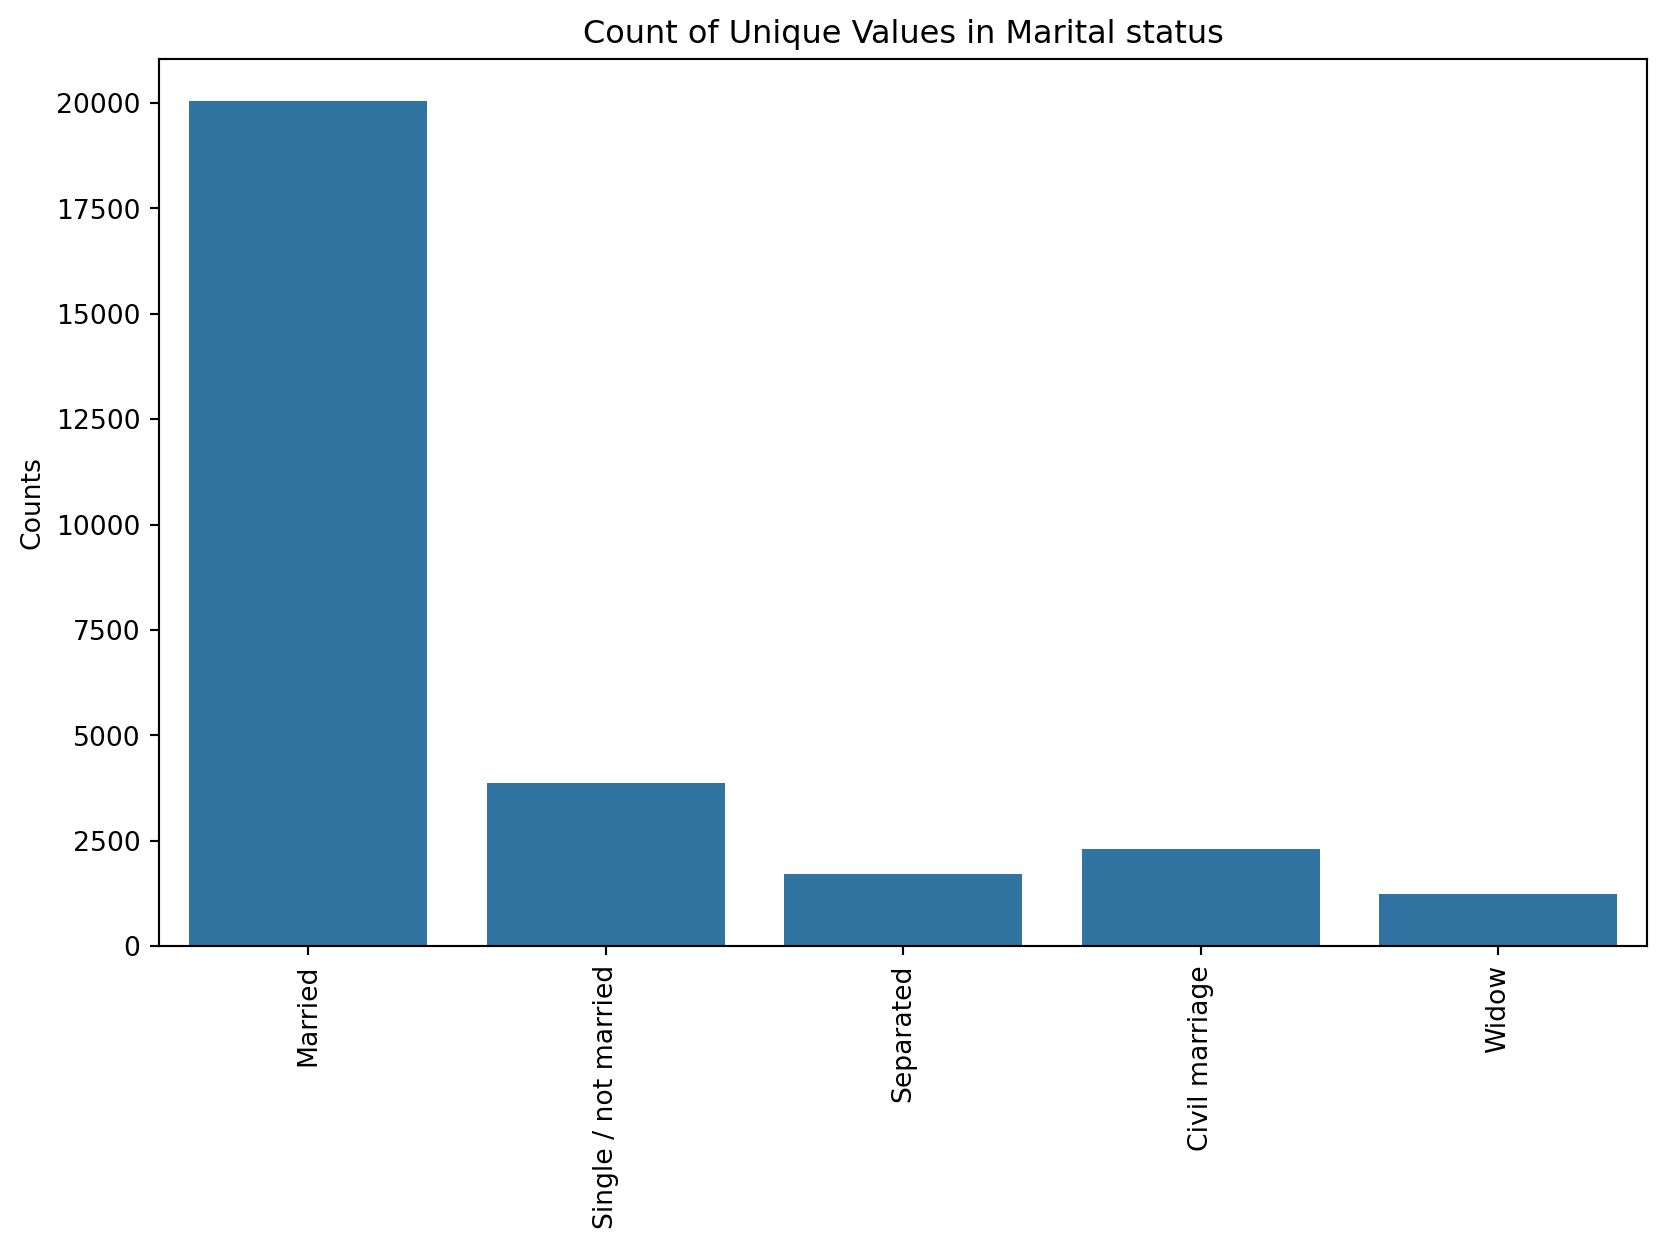 Count of Unique Values in Marital status
Counts
20000
17500
15000
12500
10000
7500
5000
2500
0
Married
Single / not married
Separated
Civil marriage
Widow